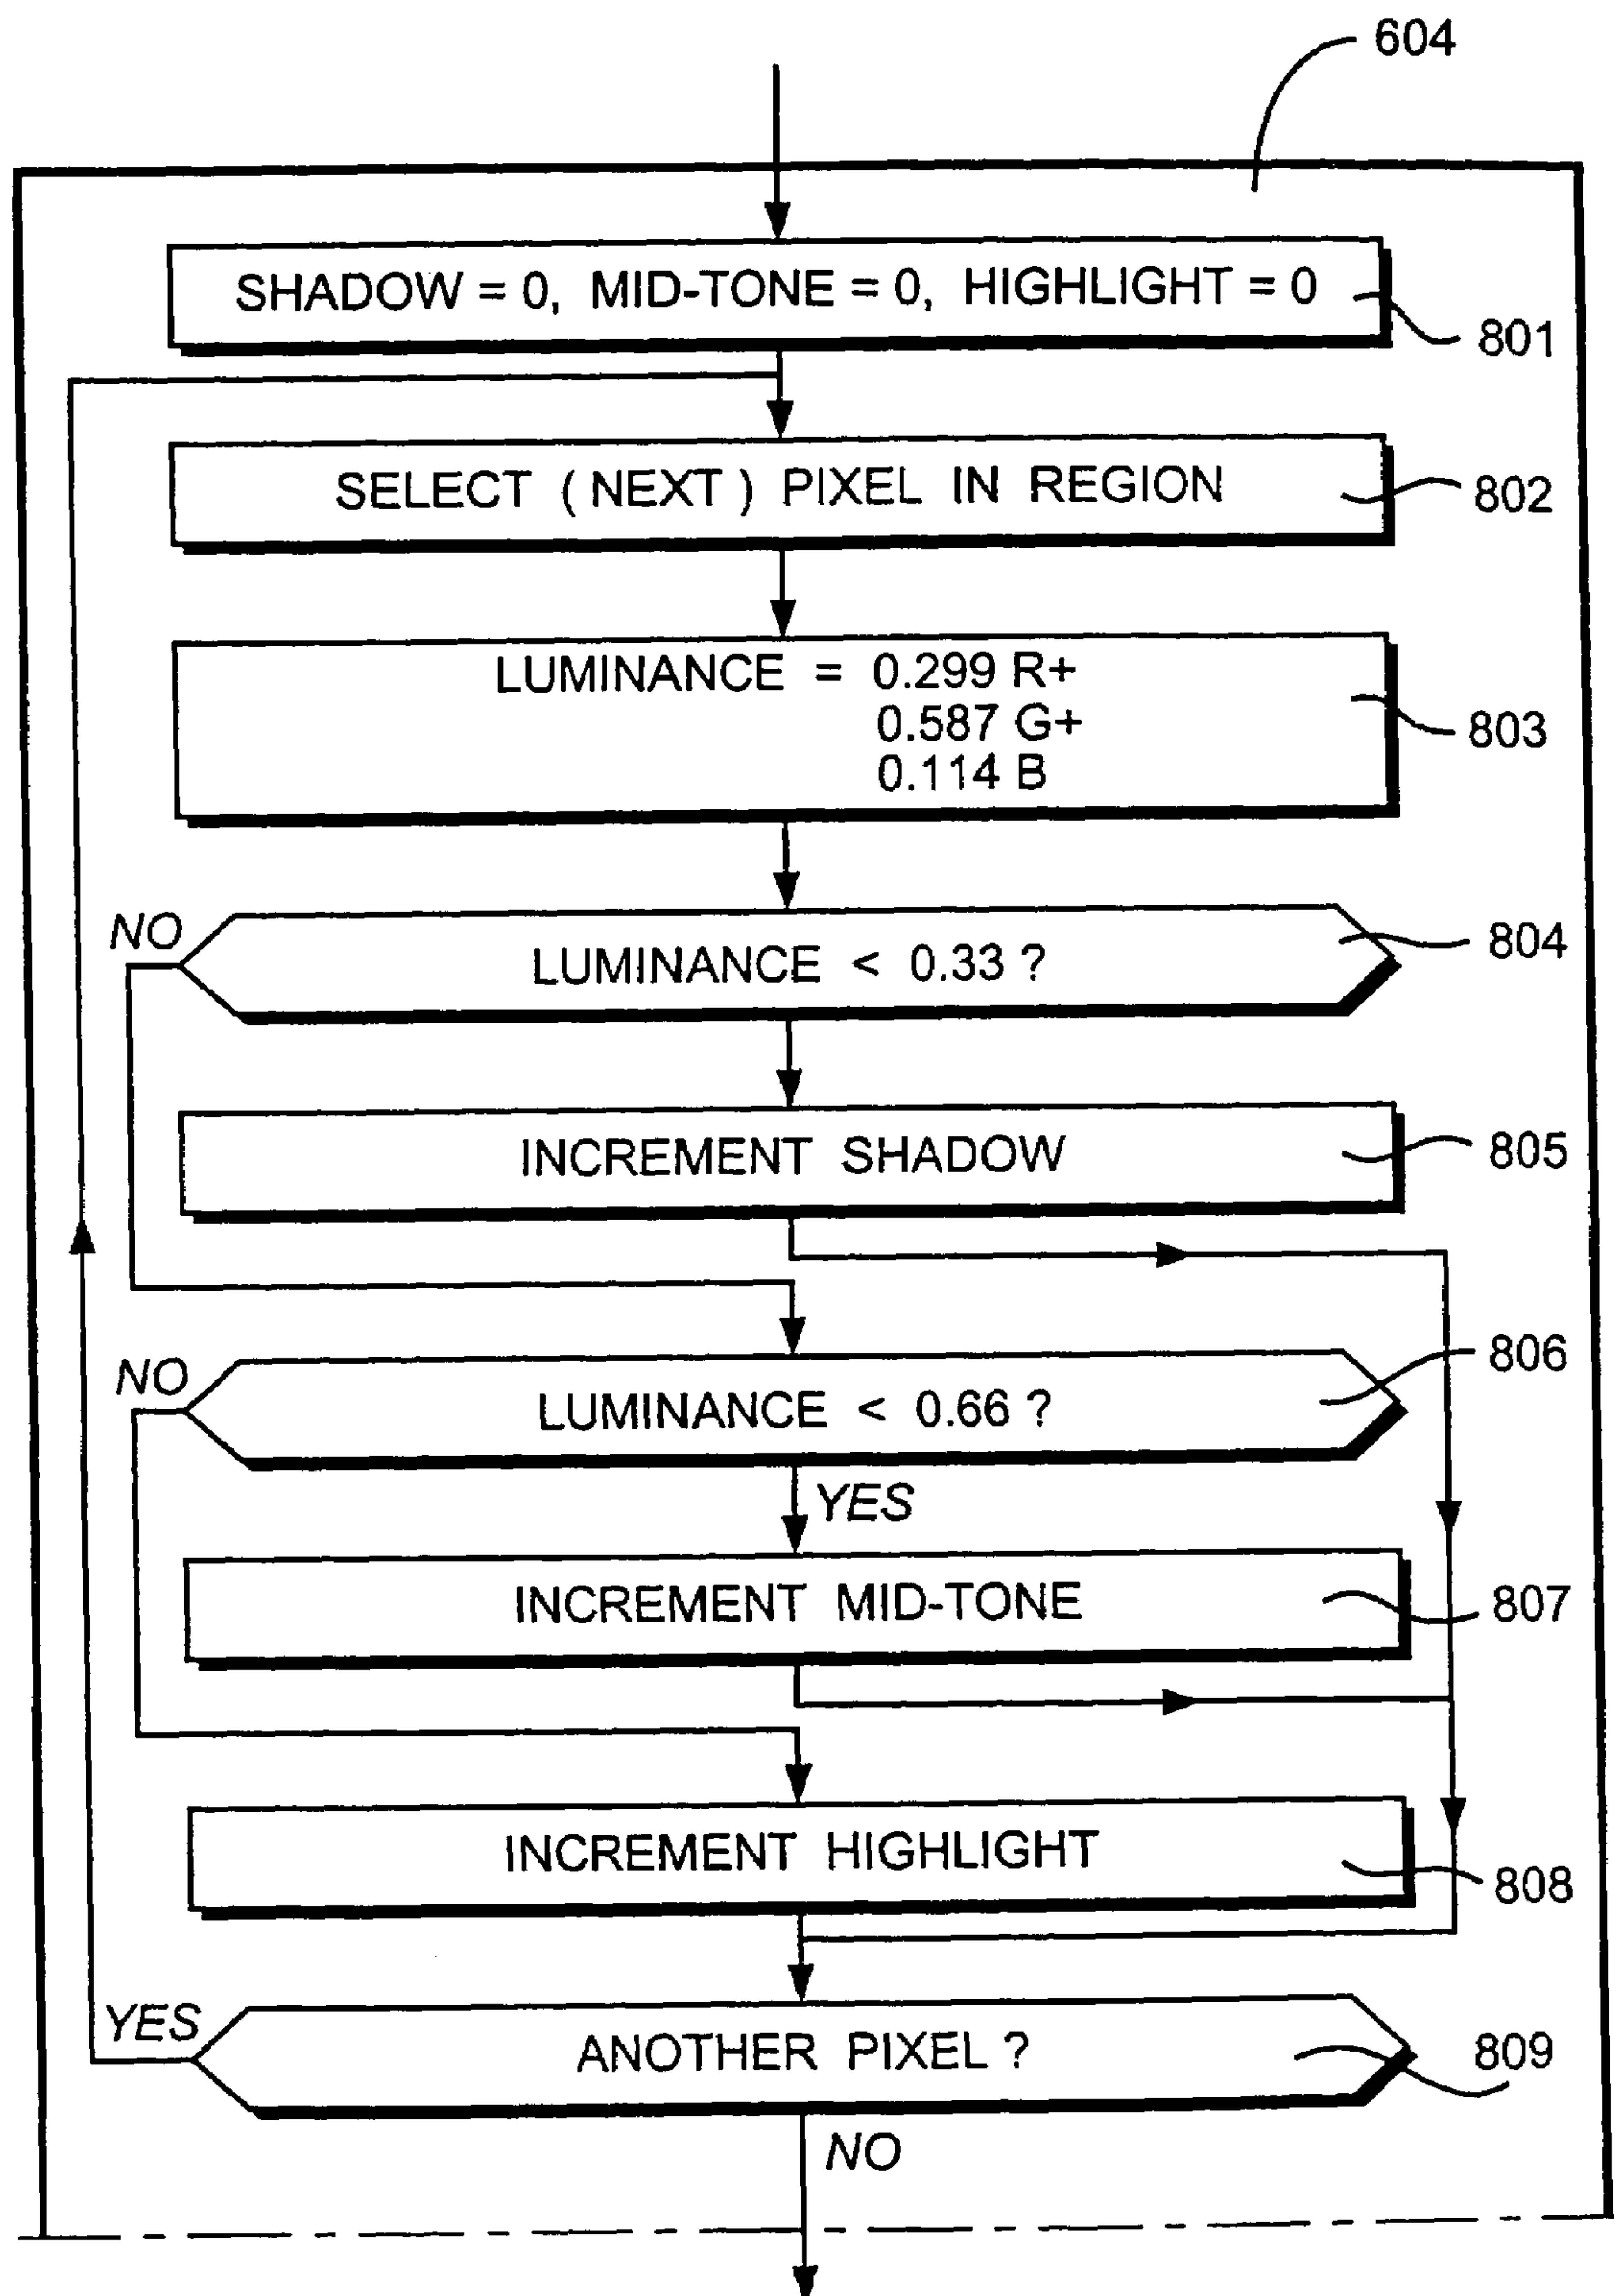 604
SHADOW = 0, MID-TONE = 0, HIGHLIGHT = 0
801
SELECT (NEXT) PIXEL IN REGION
802
LUMINANCE = 0.299 R+
0.587 G+
0.114 B
803
NO
LUMINANCE < 0.33 ?
804
INCREMENT SHADOW
805
NO
LUMINANCE < 0.66 ?
806
YES
INCREMENT MID-TONE
807
INCREMENT HIGHLIGHT
808
YES
ANOTHER PIXEL ?
809
NO